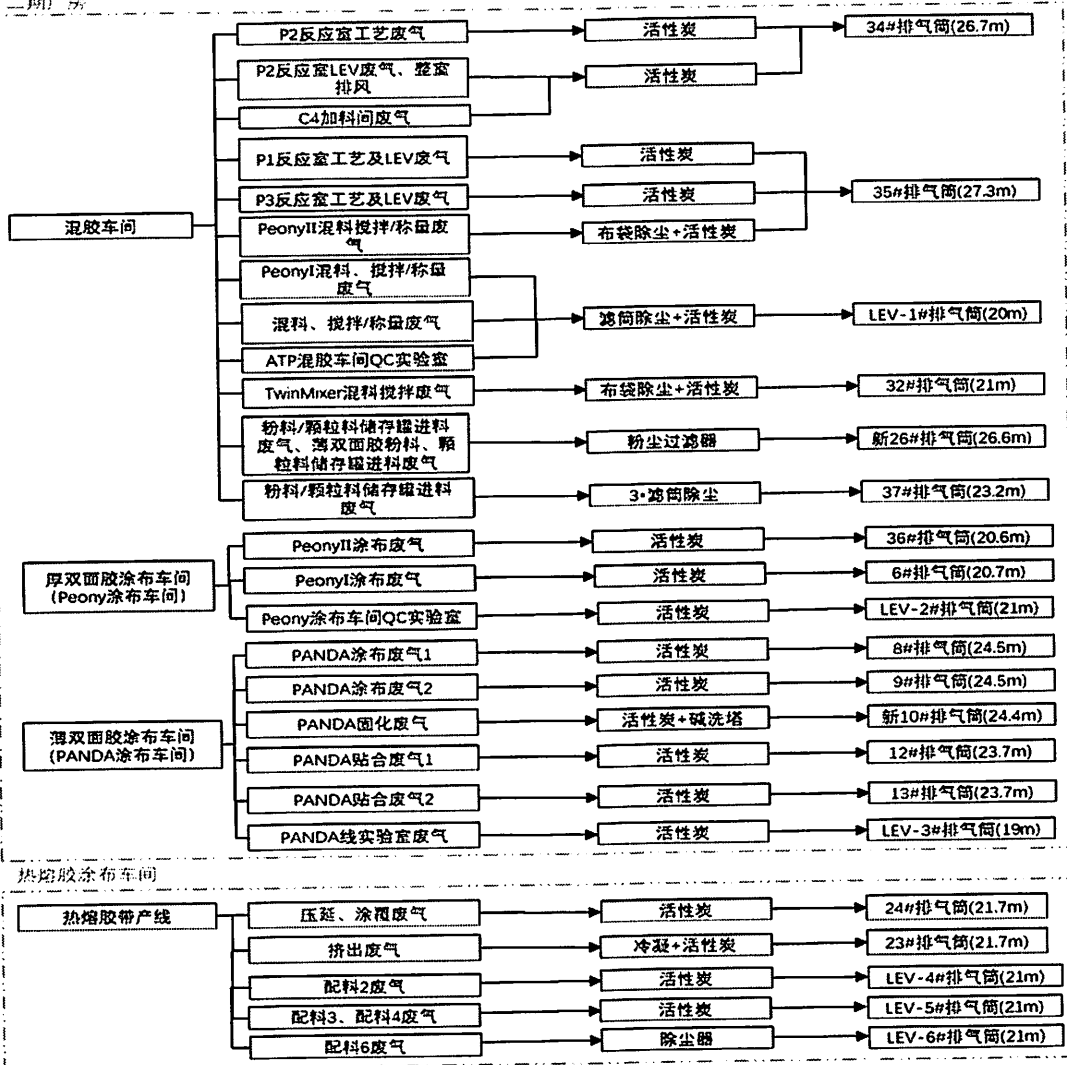 P2反应室工艺废气
活性炭
34#排气筒(26.7m)
P2反应室LEV废气、整室
排风
活性炭
C4加料间废气
P1反应室工艺及LEV废气
活性炭
P3反应室工艺及LEV废气
活性炭
35#排气筒(27.3m)
混胶车间
PeonyII混料搅拌/称量废
气
布袋除尘+活性炭
PeonyI混料、搅拌/称量
废气
混料、搅拌/称量废气
滤筒除尘+活性炭
LEV-1#排气筒(20m)
ATP混胶车间QC实验室
TwinMixer混料搅拌废气
布袋除尘+活性炭
32#排气筒(21m)
粉料/颗粒料储存罐进料
废气、薄双面胶粉料、颗
粒料储存罐进料废气
粉尘过滤器
新26#排气筒(26.6m)
粉料/颗粒料储存罐进料
废气
3•滤筒除尘
37#排气筒(23.2m)
PeonyII涂布废气
活性炭
36#排气筒(20.6m)
厚双面胶涂布车间
(Peony涂布车间)
PeonyI涂布废气
活性炭
6#排气筒(20.7m)
Peony涂布车间QC实验室
活性炭
LEV-2#排气筒(21m)
PANDA涂布废气1
活性炭
8#排气筒(24.5m)
PANDA涂布废气2
活性炭
9#排气筒(24.5m)
薄双面胶涂布车间
(PANDA涂布车间)
PANDA固化废气
活性炭+碱洗塔
新10#排气筒(24.4m)
PANDA贴合废气1
活性炭
12#排气筒(23.7m)
PANDA贴合废气2
活性炭
13#排气筒(23.7m)
PANDA线实验室废气
活性炭
LEV-3#排气筒(19m)
热熔胶涂布车间
热熔胶带产线
压延、涂覆废气
活性炭
24#排气筒(21.7m)
挤出废气
冷凝+活性炭
23#排气筒(21.7m)
配料2废气
活性炭
LEV-4#排气筒(21m)
配料3、配料4废气
活性炭
LEV-5#排气筒(21m)
配料6废气
除尘器
LEV-6#排气筒(21m)